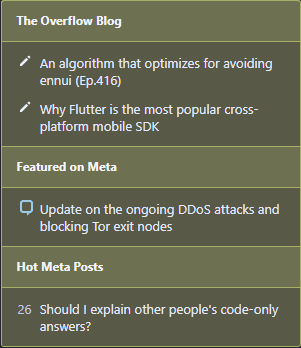 The Overflow Blog
An algorithm that optimizes for avoiding
ennui (Ep.416)
Why Flutter is the most popular cross-
platform mobile SDK
Featured on Meta
Update on the ongoing DDoS attacks and
blocking Tor exit nodes
Hot Meta Posts
26 Should I explain other people's code-only
answers?